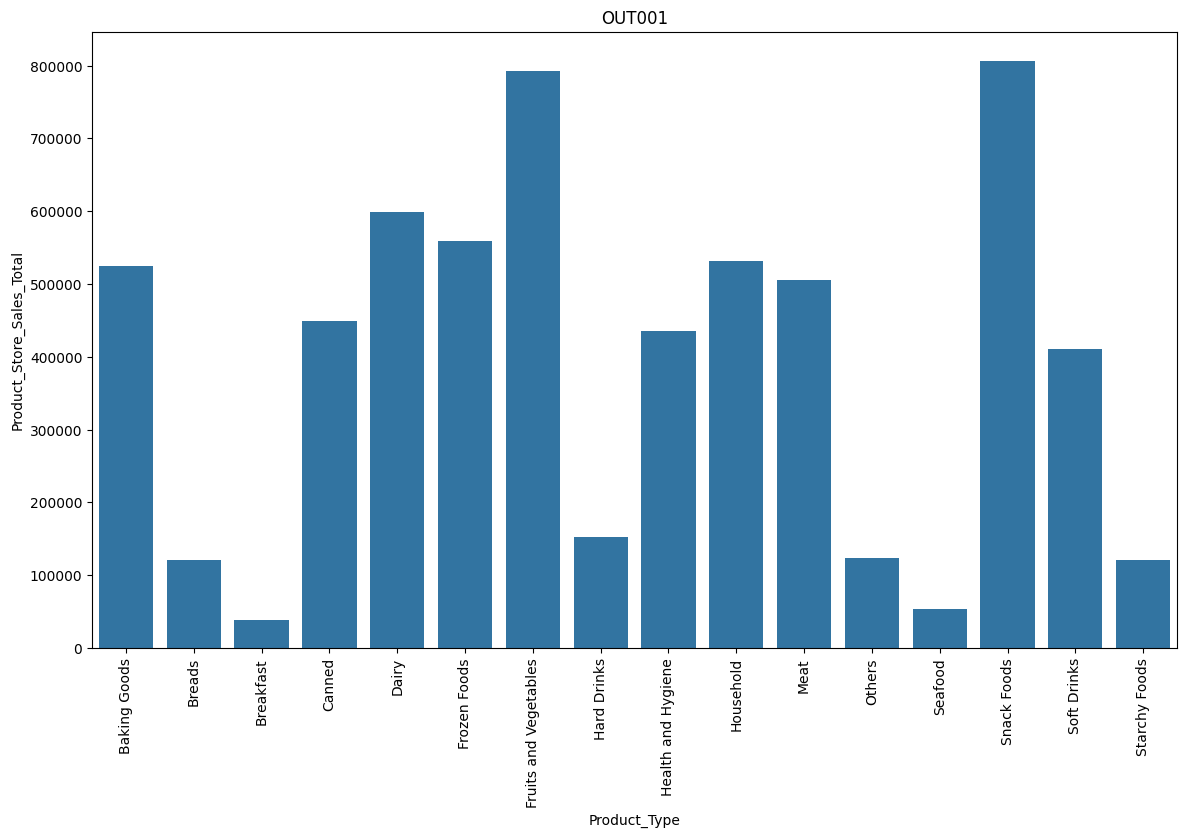 OUT001
Product_Store_Sales_Total
800000
700000
600000
500000
400000
300000
200000
100000
0
Baking Goods
Breads
Breakfast
Canned
Dairy
Frozen Foods
Fruits and Vegetables
Hard Drinks
Health and Hygiene
Household
Meat
Others
Seafood
Snack Foods
Soft Drinks
Starchy Foods
Product_Type